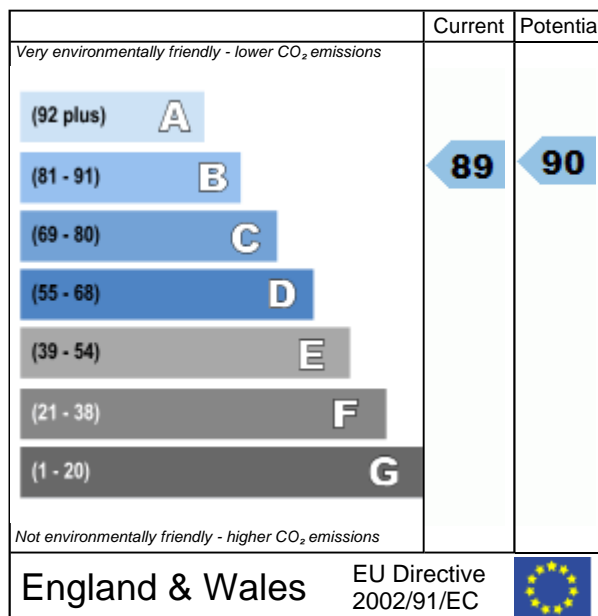 Current Potentia
Very environmentally friendly - lower CO₂ emissions
(92 plus) A
(81 - 91) B
89 90
(69 - 80) C
(55 - 68) D
(39 - 54) E
(21 - 38) F
(1 - 20) G
Not environmentally friendly - higher CO₂ emissions
England & Wales
EU Directive
2002/91/EC